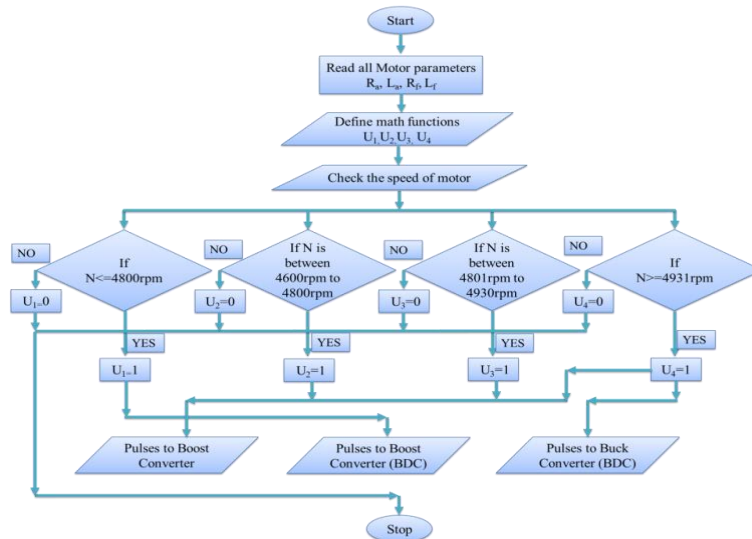 Start
Read all Motor parameters
Ra, La, Rf, Lf
Define math functions
U1,U2,U3, U4
Check the speed of motor
NO
If
N<=4800rpm
NO
If N is
between
4600rpm to
4800rpm
NO
If N is
between
4801rpm to
4930rpm
NO
If
N>=4931rpm
U1=0
U2=0
U3=0
U4=0
YES
YES
YES
YES
U1=1
U2=1
U3=1
U4=1
Pulses to Boost
Converter
Pulses to Boost
Converter (BDC)
Pulses to Buck
Converter (BDC)
Stop